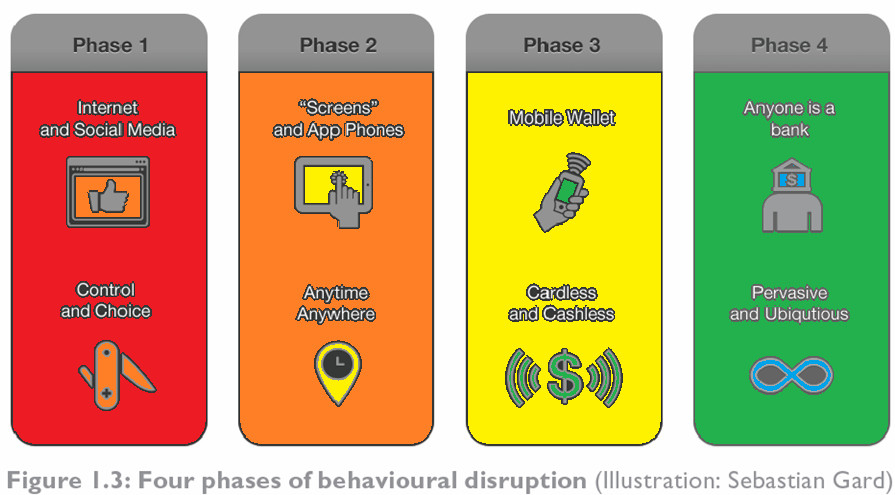 Phase 1
Internet
and Social Media
Control
and Choice
Phase 2
"Screens"
and App Phones
Anytime
Anywhere
Phase 3
Mobile Wallet
Cardless
and Cashless
$
Phase 4
Anyone is a
bank
$
Pervasive
and Ubiqutious
Figure 1.3: Four phases of behavioural disruption (Illustration: Sebastian Gard)